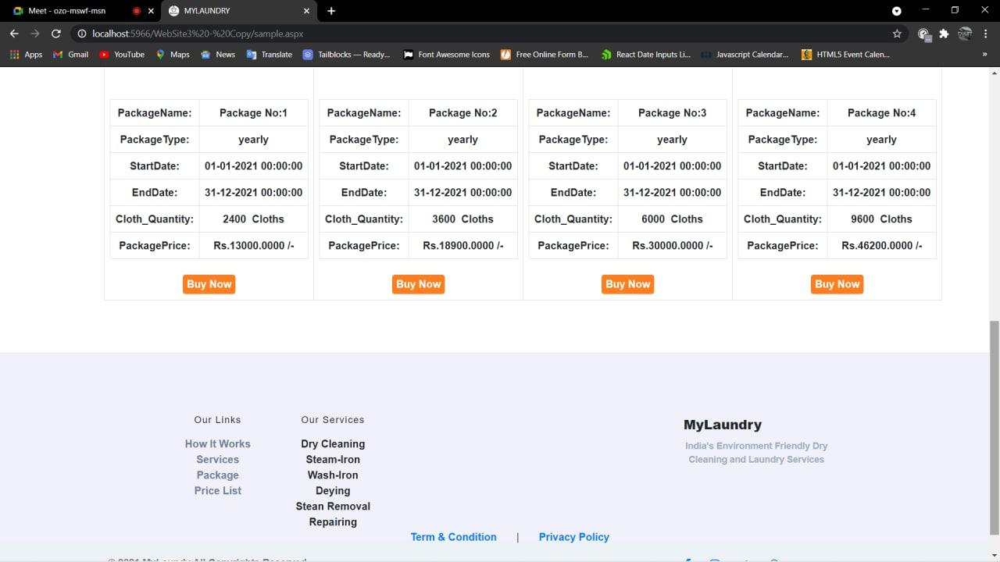 Meet - ozo-mswf-msn
MYLAUNDRY
localhost:5966/WebSite3%20-%20Copy/sample.aspx
Apps Gmail YouTube Maps News Translate Tailblocks — Ready... Font Awesome Icons Free Online Form B... React Date Inputs Li... Javascript Calendar... HTML5 Event Calen... »
PackageName: Package No:1 PackageName: Package No:2 PackageName: Package No:3 PackageName: Package No:4
PackageType: yearly PackageType: yearly PackageType: yearly PackageType: yearly
StartDate: 01-01-2021 00:00:00 StartDate: 01-01-2021 00:00:00 StartDate: 01-01-2021 00:00:00 StartDate: 01-01-2021 00:00:00
EndDate: 31-12-2021 00:00:00 EndDate: 31-12-2021 00:00:00 EndDate: 31-12-2021 00:00:00 EndDate: 31-12-2021 00:00:00
Cloth_Quantity: 2400 Cloths Cloth_Quantity: 3600 Cloths Cloth_Quantity: 6000 Cloths Cloth_Quantity: 9600 Cloths
PackagePrice: Rs.13000.0000 /- PackagePrice: Rs.18900.0000 /- PackagePrice: Rs.30000.0000 /- PackagePrice: Rs.46200.0000 /-
Buy Now Buy Now Buy Now Buy Now
Our Links
How It Works
Services
Package
Price List
Our Services
Dry Cleaning
Steam-Iron
Wash-Iron
Deying
Stean Removal
Repairing
MyLaundry
India's Environment Friendly Dry
Cleaning and Laundry Services
Term & Condition | Privacy Policy
© 2021 MyLaundy All Copyrights Reserved